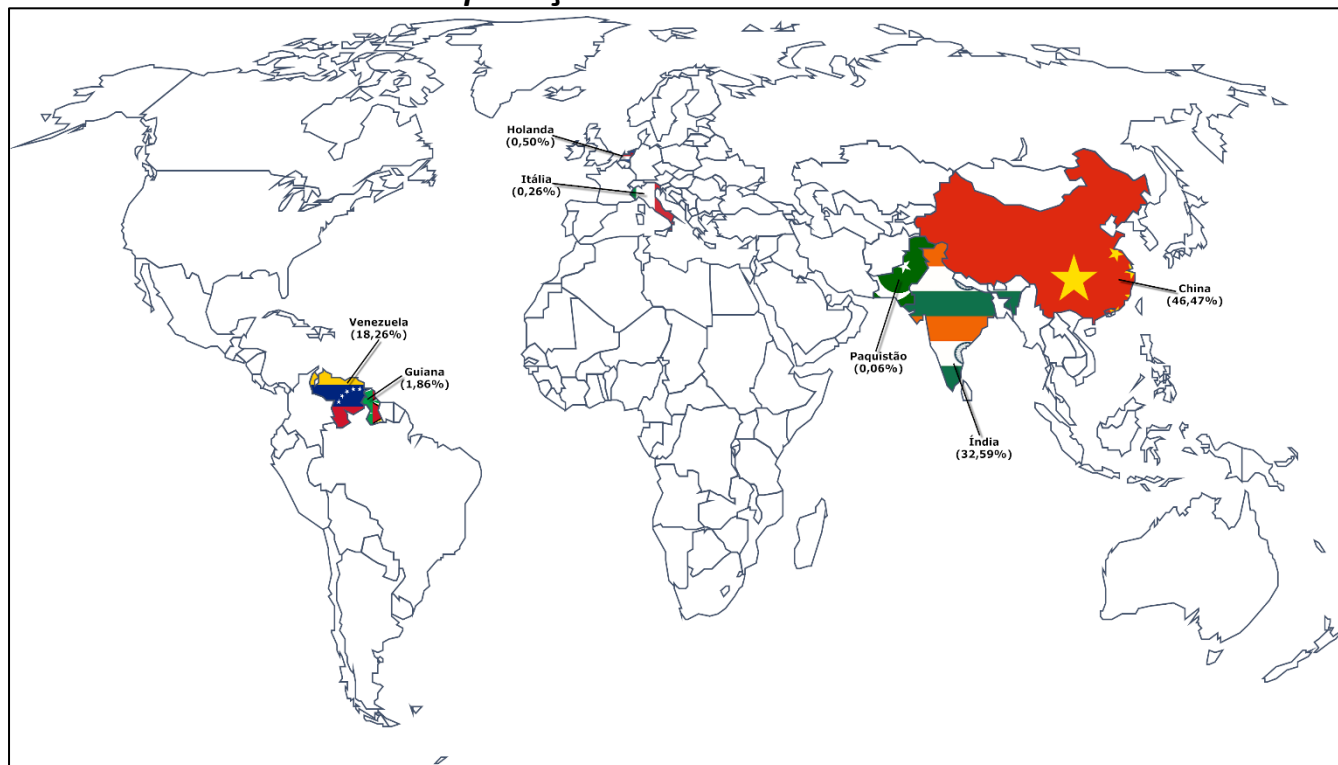 Holanda
(0,50%)
Itália
(0,26%)
Venezuela
(18,26%)
Guiana
(1,86%)
Paquistão
(0,06%)
Índia
(32,59%)
China
(46,47%)